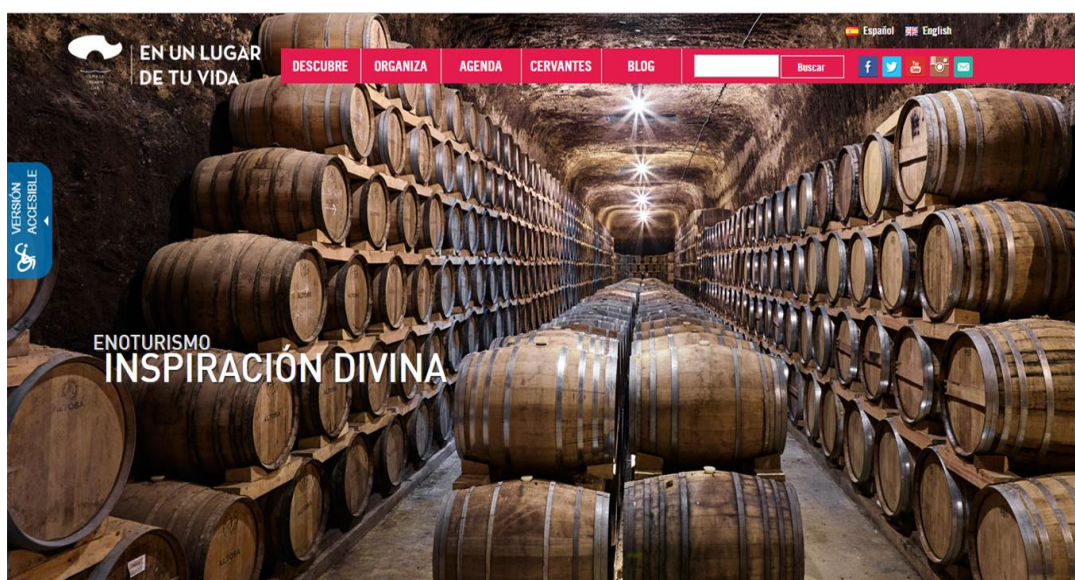 Español English
EN UN LUGAR
DE TU VIDA
DESCUBRE ORGANIZA AGENDA CERVANTES BLOG Buscar
VERSIÓN
ACCESIBLE
ENOTURISMO
INSPIRACIÓN DIVINA